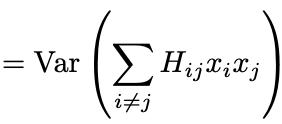 = Var ( ∑_{i≠j} H_{ij} x_i x_j )